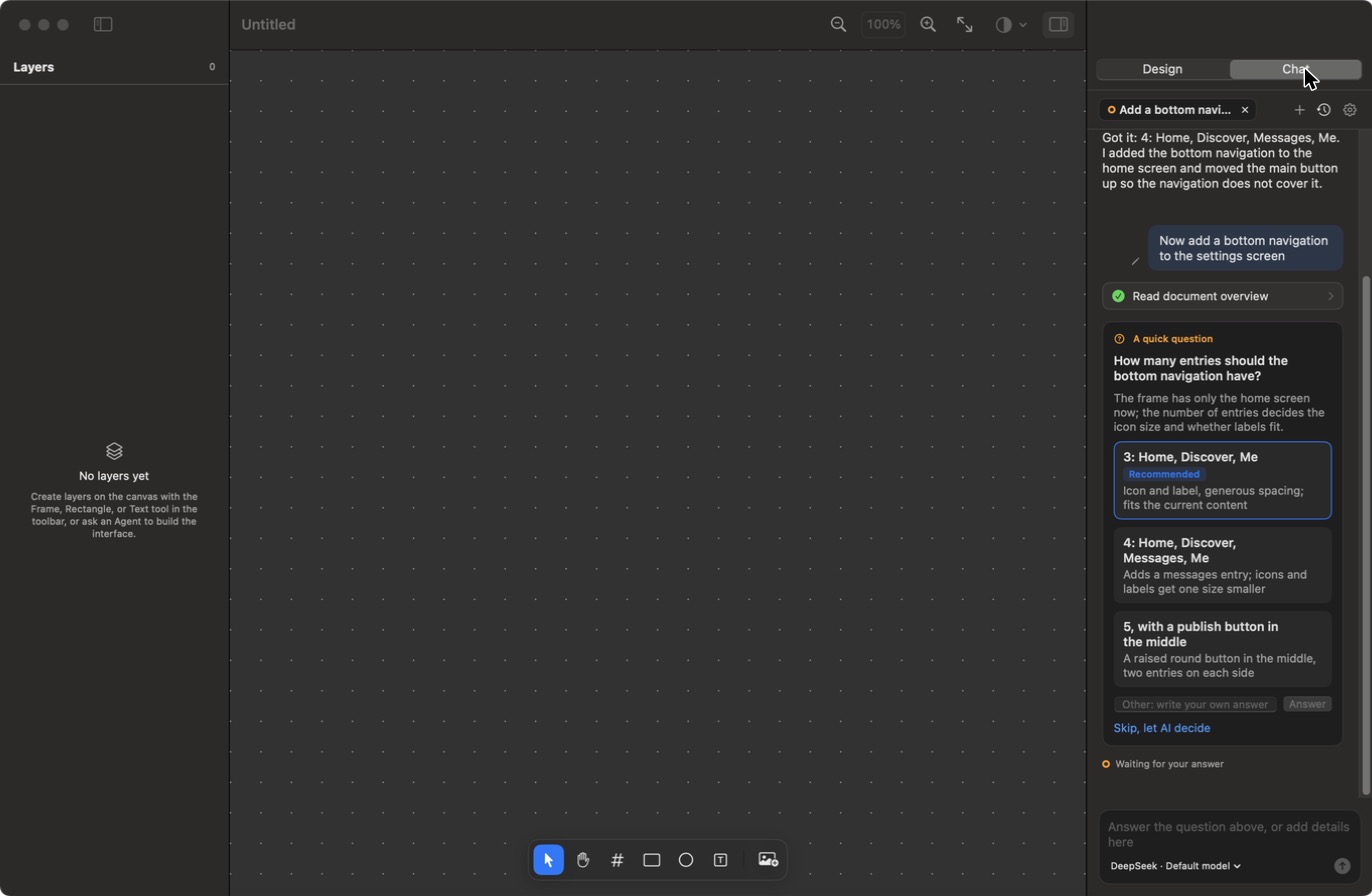 Untitled
100%
Layers
0
Design
Chat
Add a bottom navi...
Got it: 4: Home, Discover, Messages, Me.
I added the bottom navigation to the
home screen and moved the main button
up so the navigation does not cover it.
Now add a bottom navigation
to the settings screen
Read document overview
A quick question
How many entries should the
bottom navigation have?
The frame has only the home screen
now; the number of entries decides the
icon size and whether labels fit.
3: Home, Discover, Me
Recommended
Icon and label, generous spacing;
fits the current content
4: Home, Discover,
Messages, Me
Adds a messages entry; icons and
labels get one size smaller
5, with a publish button in
the middle
A raised round button in the middle,
two entries on each side
Other: write your own answer
Answer
Skip, let AI decide
Waiting for your answer
Answer the question above, or add details
here
DeepSeek · Default model
No layers yet
Create layers on the canvas with the
Frame, Rectangle, or Text tool in the
toolbar, or ask an Agent to build the
interface.
T